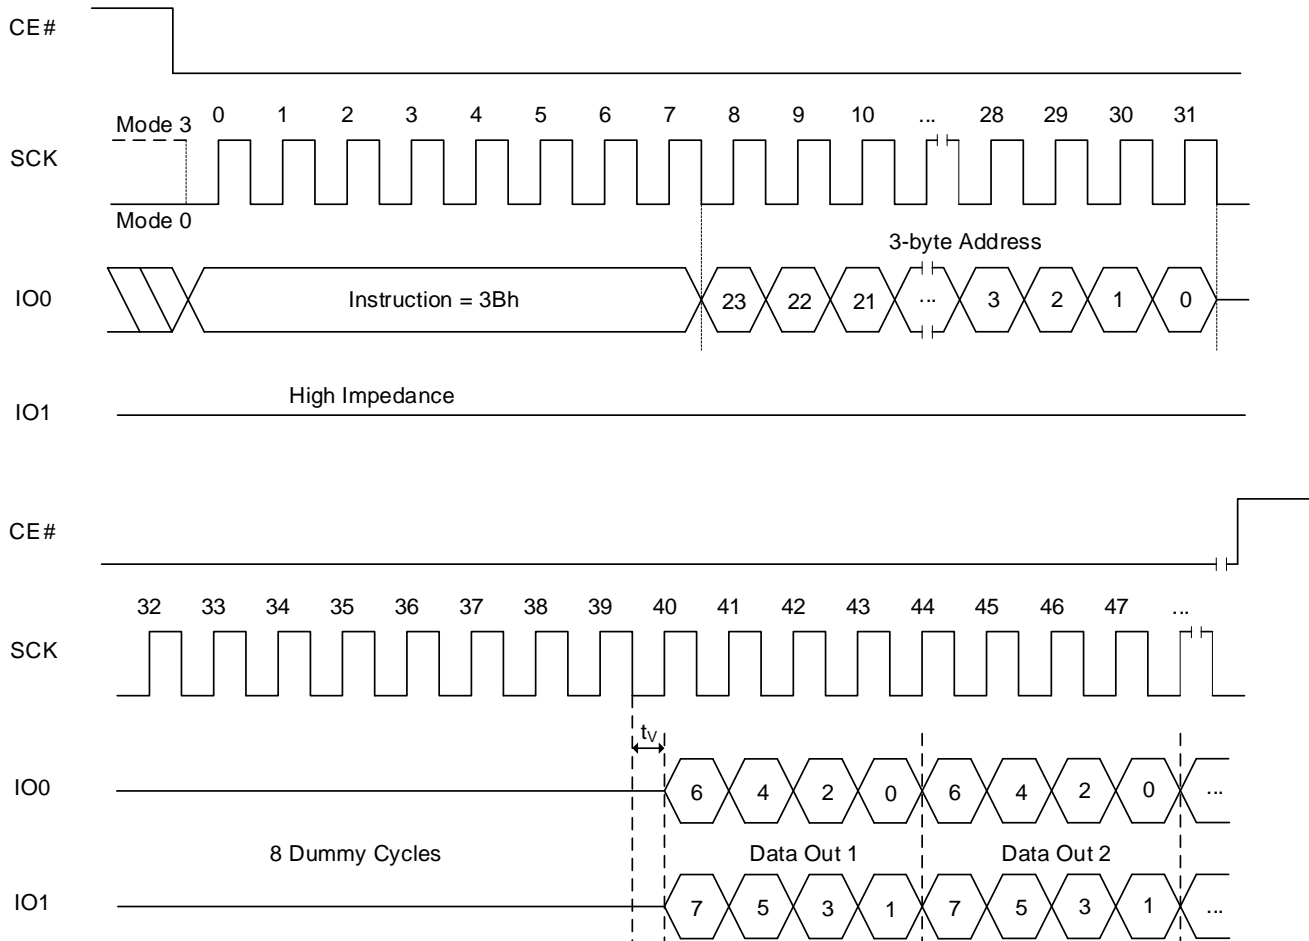 CE#
Mode 3 0 1 2 3 4 5 6 7 8 9 10 ... 28 29 30 31
SCK
Mode 0
3-byte Address
IO0 Instruction = 3Bh 23 22 21 ... 3 2 1 0
High Impedance
IO1
CE#
32 33 34 35 36 37 38 39 40 41 42 43 44 45 46 47 ...
SCK
tV
IO0 6 4 2 0 6 4 2 0 ...
8 Dummy Cycles Data Out 1 Data Out 2
IO1 7 5 3 1 7 5 3 1 ...